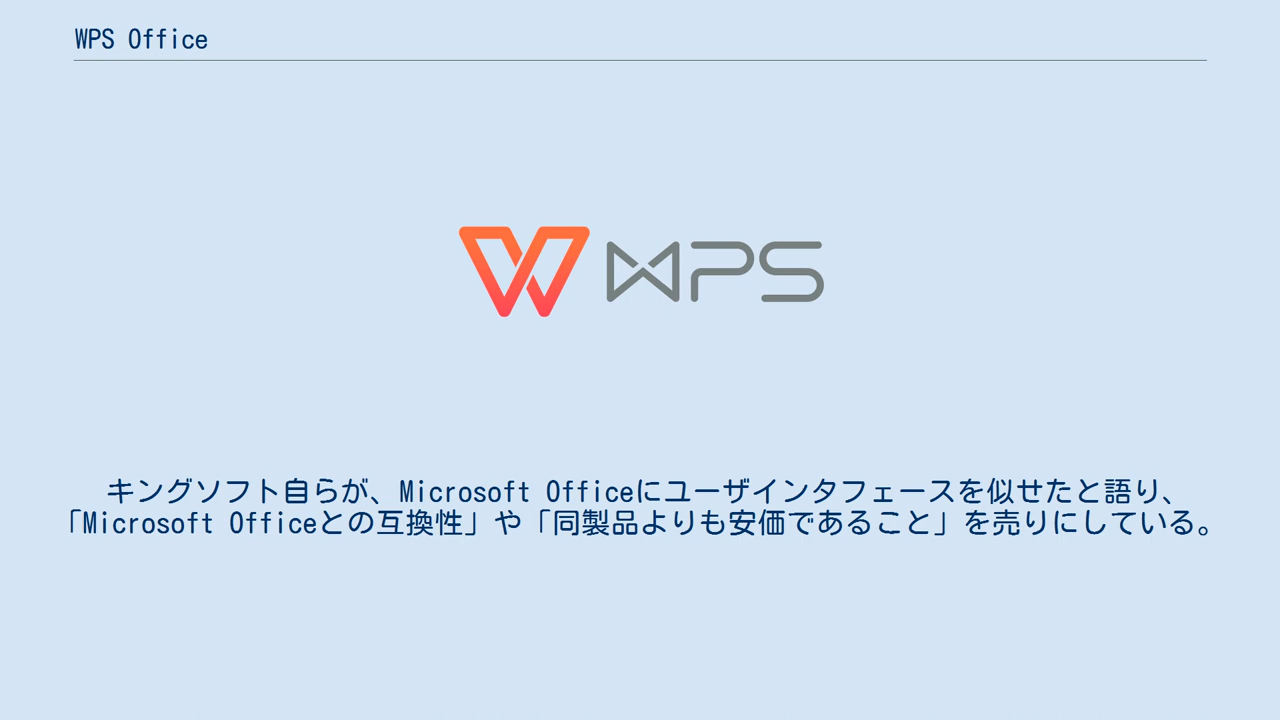 WPS Office
WPS
キングソフト自らが、Microsoft Officeにユーザインタフェースを似せたと語り、
「Microsoft Officeとの互換性」や「同製品よりも安価であること」を売りにしている。